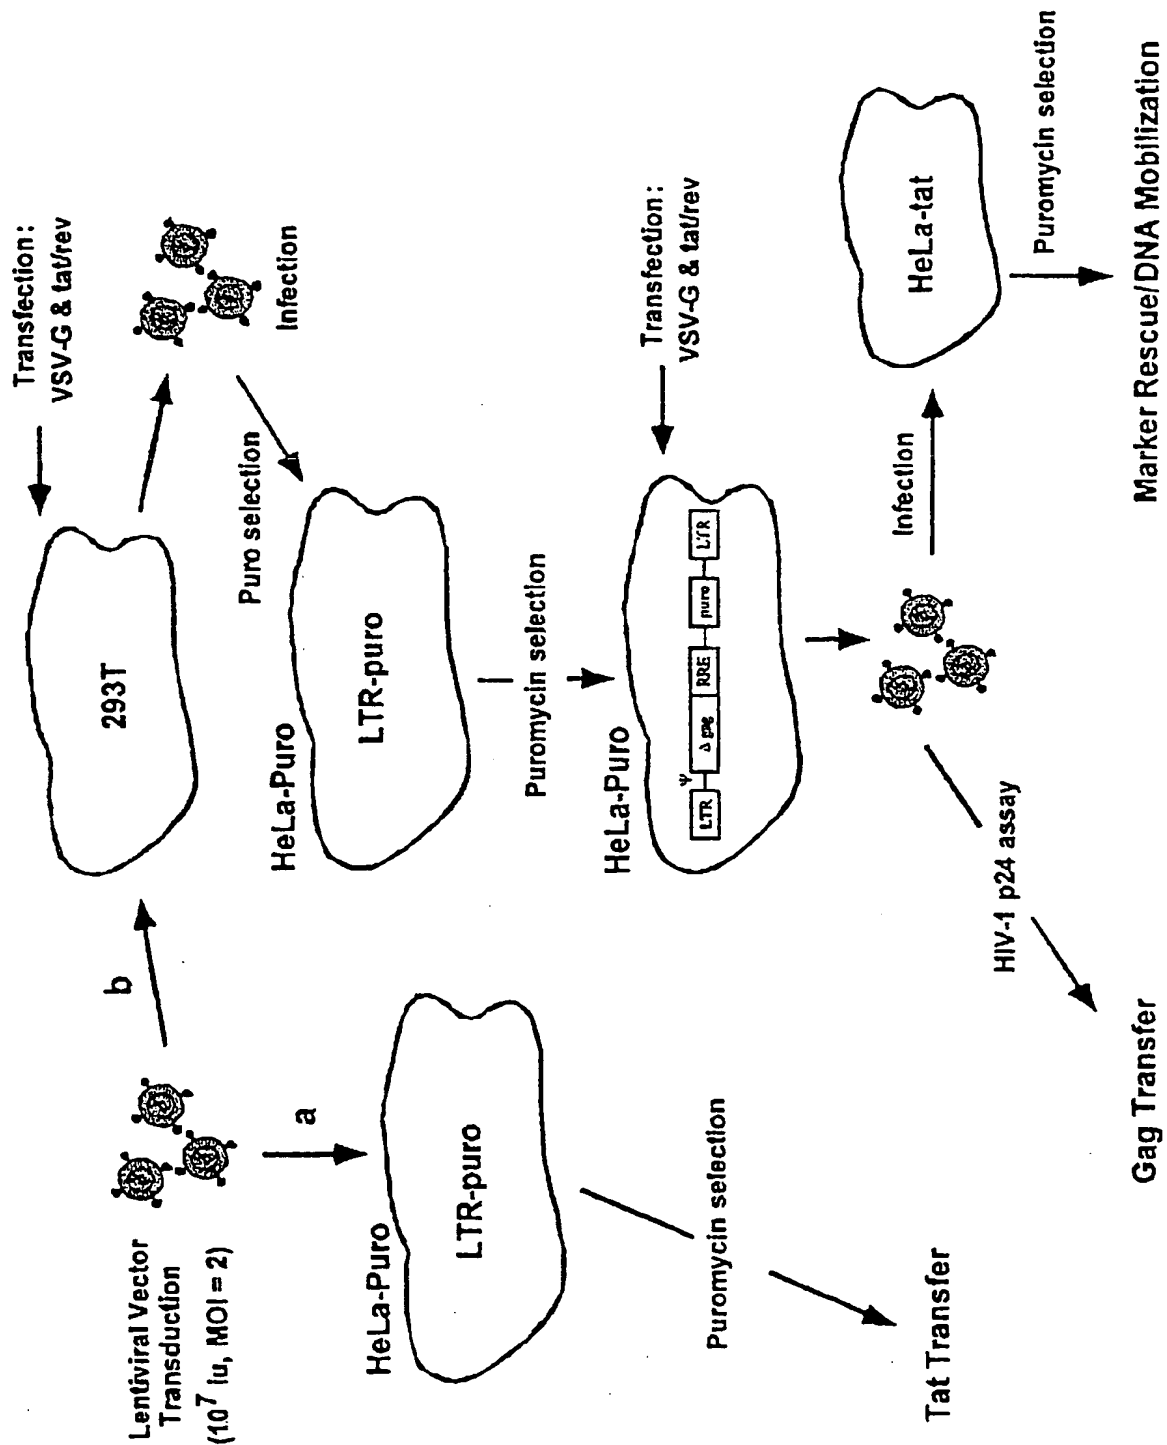 Lentiviral Vector
Transduction
(10⁷ Iu, MOI = 2)
b
a
293T
Transfection:
VSV-G & tat/rev
Infection
Puro selection
HeLa-Puro
LTR-puro
Puromycin selection
HeLa-Puro
LTR-puro
Puromycin selection
Tat Transfer
HeLa-Puro
LTR
Ψ
Δ gag
RRE
puro
LTR
Transfection:
VSV-G & tat/rev
Infection
HeLa-tat
Puromycin selection
Marker Rescue/DNA Mobilization
HIV-1 p24 assay
Gag Transfer